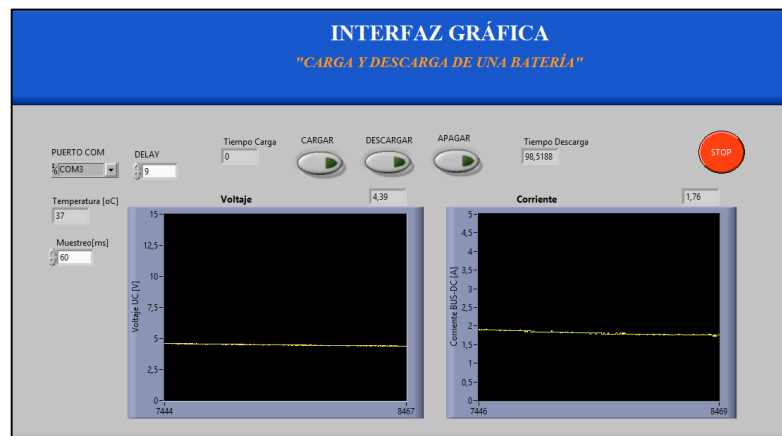 INTERFAZ GRÁFICA
"CARGA Y DESCARGA DE UNA BATERÍA"
PUERTO COM
COM3
DELAY
9
Tiempo Carga
0
CARGAR
DESCARGAR
APAGAR
Tiempo Descarga
98,5188
STOP
Temperatura [oC]
37
Muestreo[ms]
60
Voltaje
4,39
Voltaje UC [V]
15
12,5
10
7,5
5
2,5
0
7444
8467
Corriente
1,76
Corriente BUS-DC [A]
5
4,5
4
3,5
3
2,5
2
1,5
1
0,5
0
7446
8469